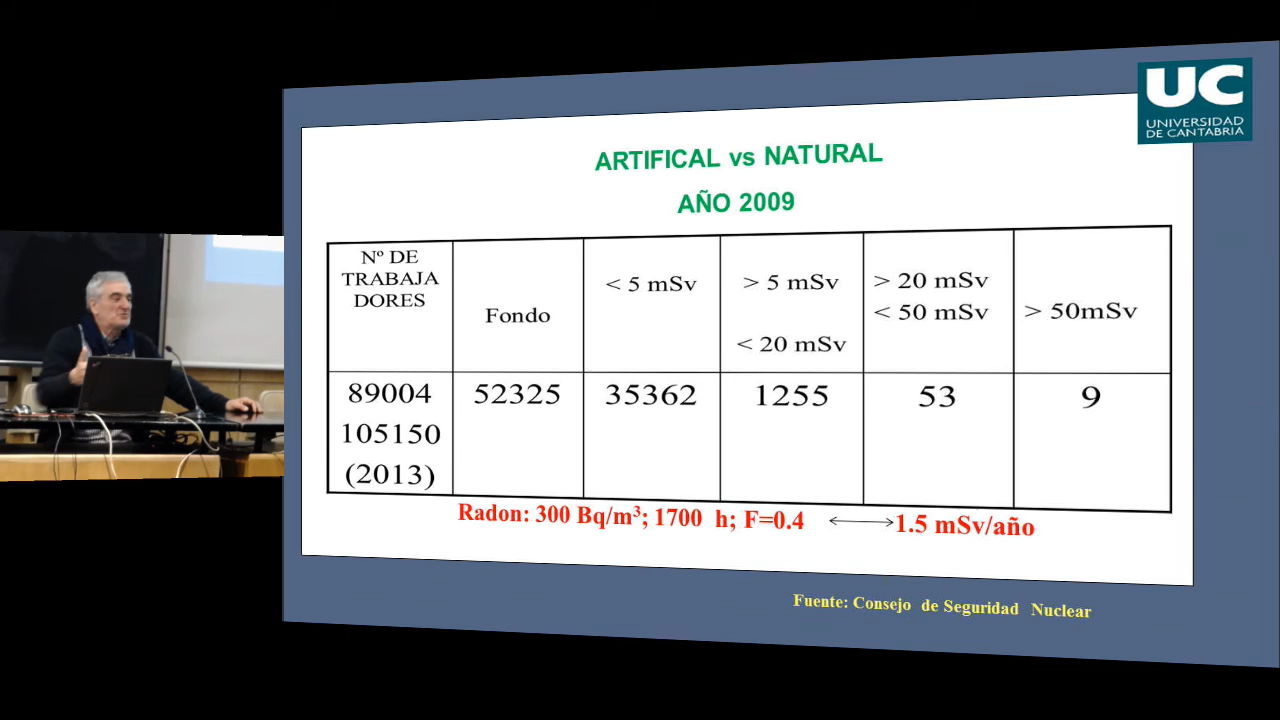 UC
UNIVERSIDAD
DE CANTABRIA
ARTIFICAL vs NATURAL
AÑO 2009
Nº DE
TRABAJA
DORES
Fondo
< 5 mSv
> 5 mSv
< 20 mSv
> 20 mSv
< 50 mSv
> 50mSv
89004
105150
(2013)
52325
35362
1255
53
9
Radon: 300 Bq/m³; 1700 h; F=0.4 ⟷ 1.5 mSv/año
Fuente: Consejo de Seguridad Nuclear